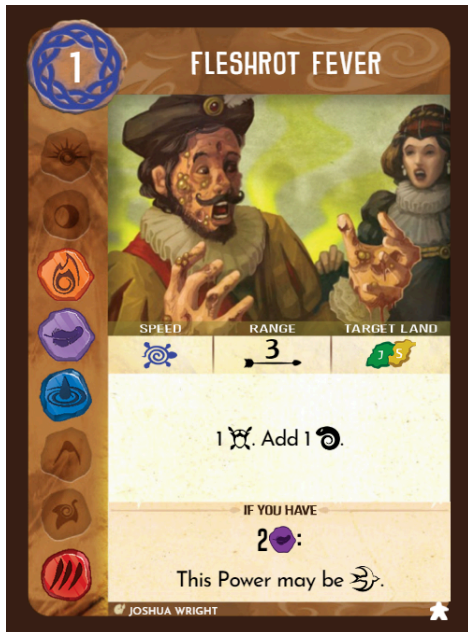 1
FLESHROT FEVER
SPEED RANGE TARGET LAND
3 J S
1 . Add 1 .
IF YOU HAVE
2 :
This Power may be .
JOSHUA WRIGHT